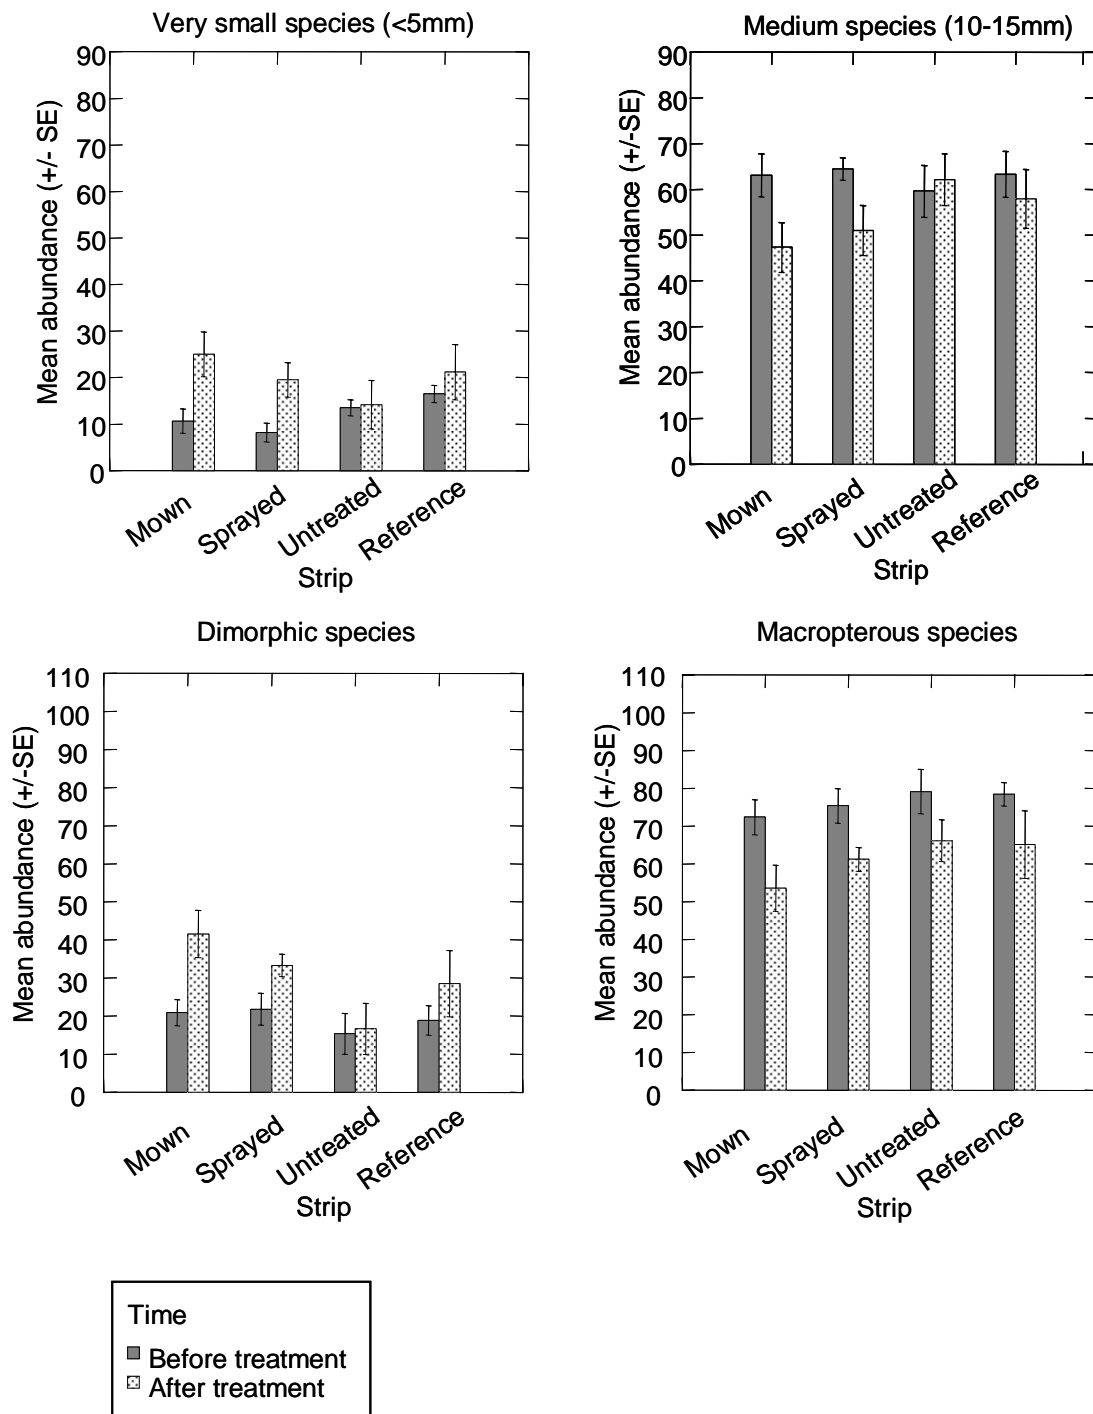 Very small species (<5mm)
Mean abundance (+/- SE)
90
80
70
60
50
40
30
20
10
0
Mown
Sprayed
Untreated
Reference
Strip
Medium species (10-15mm)
Mean abundance (+/-SE)
90
80
70
60
50
40
30
20
10
0
Mown
Sprayed
Untreated
Reference
Strip
Dimorphic species
Mean abundance (+/-SE)
110
100
90
80
70
60
50
40
30
20
10
0
Mown
Sprayed
Untreated
Reference
Strip
Macropterous species
Mean abundance (+/-SE)
110
100
90
80
70
60
50
40
30
20
10
0
Mown
Sprayed
Untreated
Reference
Strip
Time
Before treatment
After treatment